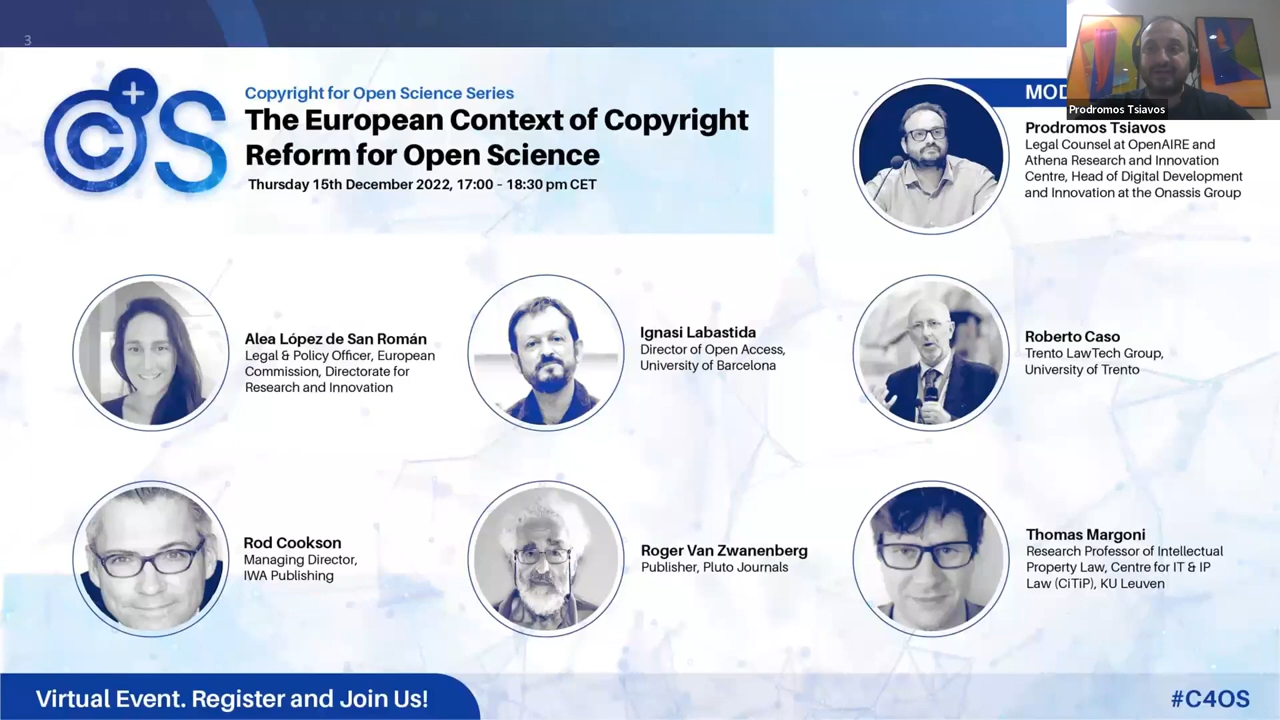 3
C+S
Copyright for Open Science Series
The European Context of Copyright
Reform for Open Science
Thursday 15th December 2022, 17:00 - 18:30 pm CET
MOD
Prodromos Tsiavos
Prodromos Tsiavos
Legal Counsel at OpenAIRE and
Athena Research and Innovation
Centre, Head of Digital Development
and Innovation at the Onassis Group
Alea López de San Román
Legal & Policy Officer, European
Commission, Directorate for
Research and Innovation
Ignasi Labastida
Director of Open Access,
University of Barcelona
Roberto Caso
Trento LawTech Group,
University of Trento
Rod Cookson
Managing Director,
IWA Publishing
Roger Van Zwanenberg
Publisher, Pluto Journals
Thomas Margoni
Research Professor of Intellectual
Property Law, Centre for IT & IP
Law (CiTiP), KU Leuven
Virtual Event. Register and Join Us!
#C4OS